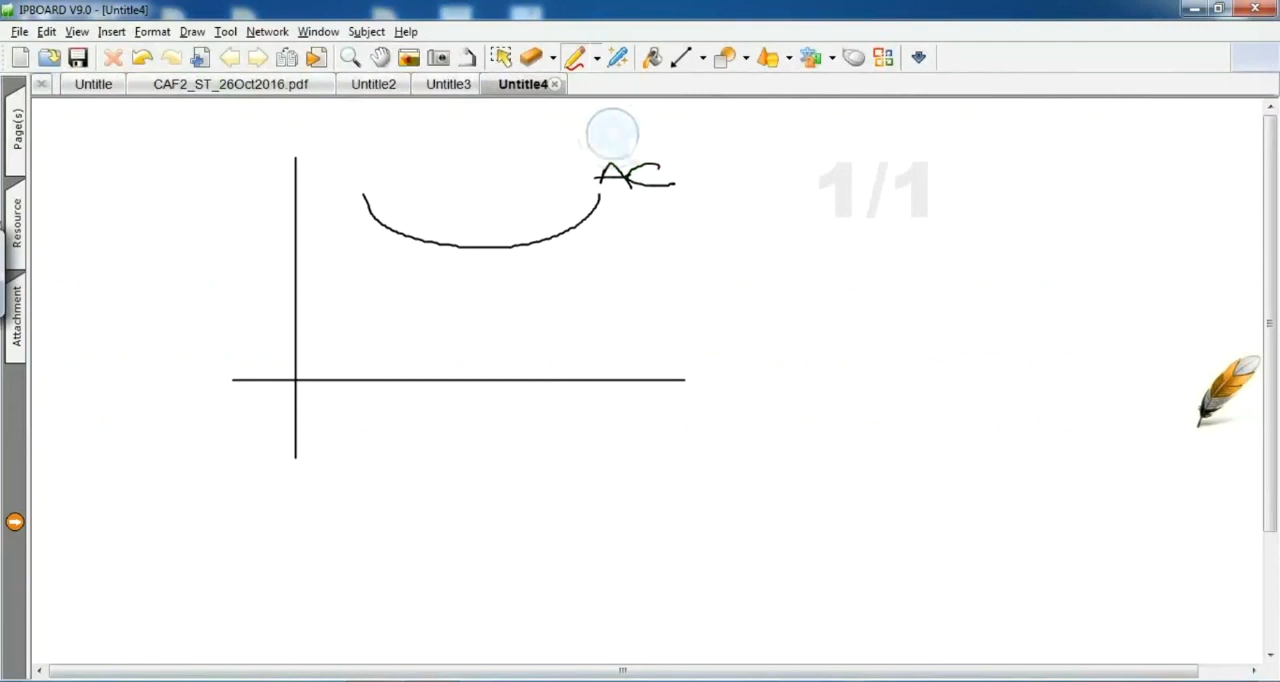 IPBOARD V9.0 - [Untitle4]
File Edit View Insert Format Draw Tool Network Window Subject Help
Untitle CAF2_ST_26Oct2016.pdf Untitle2 Untitle3 Untitle4
Page(s)
Resource
Attachment
AC
1/1